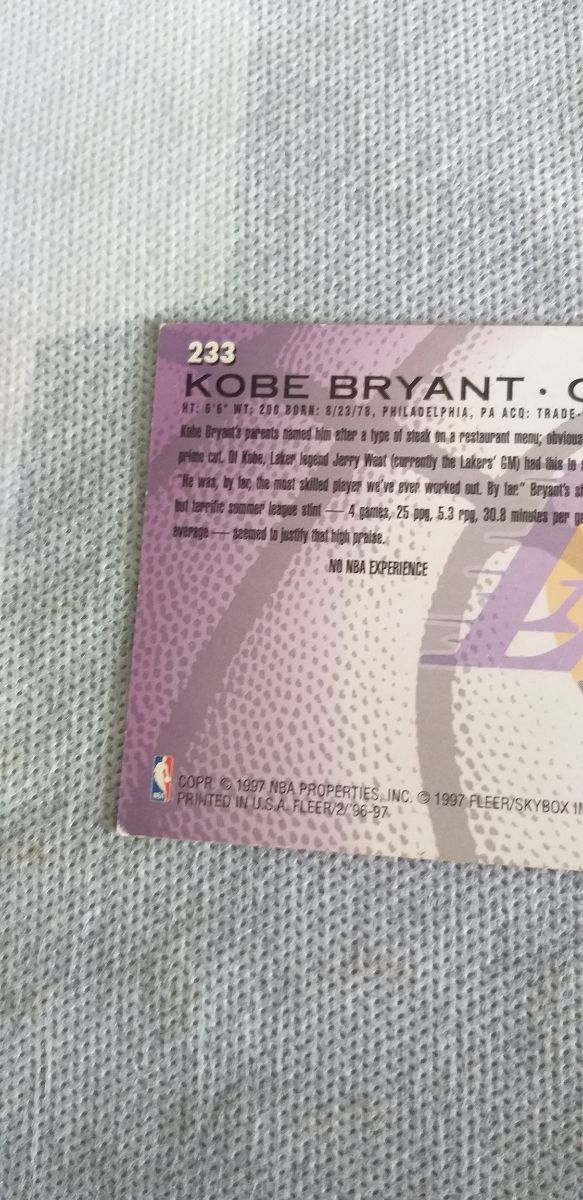 233
KOBE BRYANT ·
HT: 6'6" WT: 200 BORN: 8/23/78, PHILADELPHIA, PA ACQ: TRADE-
Kobe Bryant's parents named him after a type of steak on a restaurant menu; obvious
prime cut. Of Kobe, Laker legend Jerry West (currently the Lakers' GM) had this to s
"He was, by far, the most skilled player we've ever worked out. By far." Bryant's sh
but terrific summer league stint — 4 games, 25 ppg, 5.3 rpg, 30.8 minutes per ga
average — seemed to justify that high praise.
NO NBA EXPERIENCE
NBA
COPR. © 1997 NBA PROPERTIES, INC. © 1997 FLEER/SKYBOX IN
PRINTED IN U.S.A. FLEER/2/'96-97